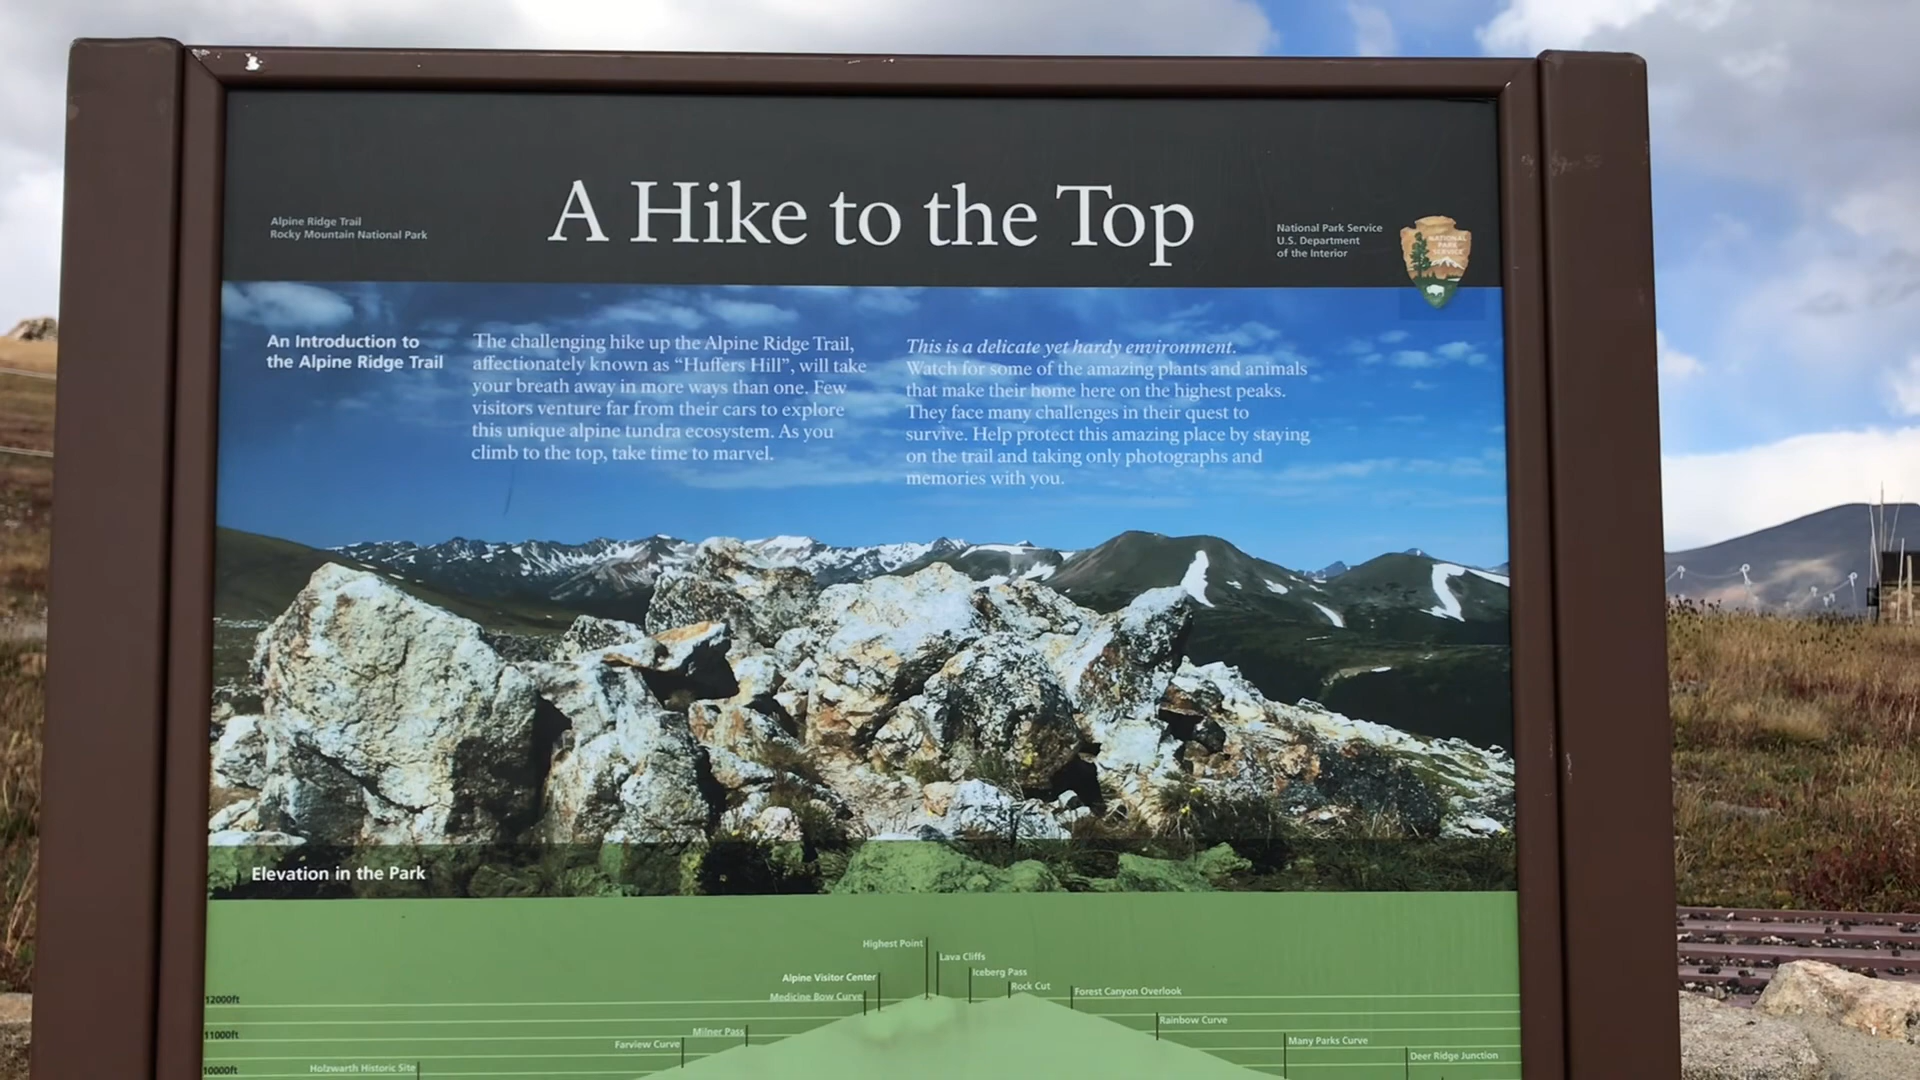 Alpine Ridge Trail
Rocky Mountain National Park
A Hike to the Top
National Park Service
U.S. Department
of the Interior
NATIONAL
PARK
SERVICE
An Introduction to
the Alpine Ridge Trail
The challenging hike up the Alpine Ridge Trail,
affectionately known as “Huffers Hill”, will take
your breath away in more ways than one. Few
visitors venture far from their cars to explore
this unique alpine tundra ecosystem. As you
climb to the top, take time to marvel.
This is a delicate yet hardy environment.
Watch for some of the amazing plants and animals
that make their home here on the highest peaks.
They face many challenges in their quest to
survive. Help protect this amazing place by staying
on the trail and taking only photographs and
memories with you.
Elevation in the Park
Highest Point
Lava Cliffs
Alpine Visitor Center
Iceberg Pass
Medicine Bow Curve
Rock Cut
Forest Canyon Overlook
12000ft
Rainbow Curve
11000ft
Milner Pass
Farview Curve
Many Parks Curve
Deer Ridge Junction
10000ft
Holzwarth Historic Site